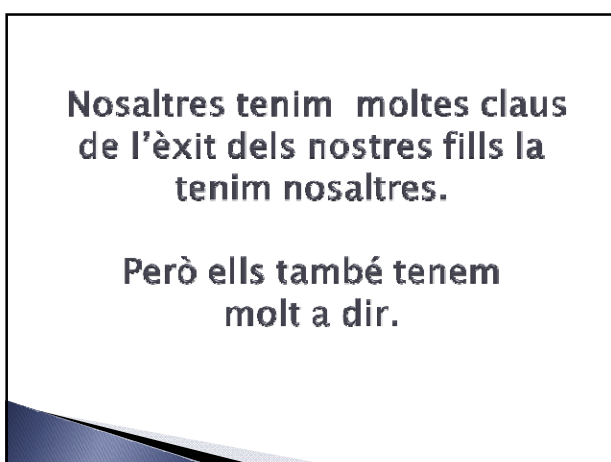 Nosaltres tenim  moltes claus
de l'èxit dels nostres fills la
tenim nosaltres.
Però ells també tenem
molt a dir.